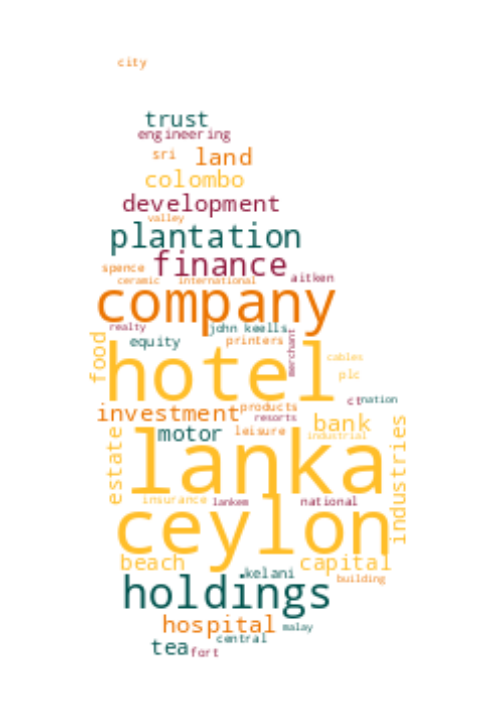 city
trust
engineering
sri land
colombo
development
valley
plantation
finance
spence aitken
ceramic international
company
realty john keells
equity printers merchant
food hotel cables
plc
ct nation
investment products
resorts
motor leisure bank
industrial
estate lanka industries
insurance lankem national
ceylon
beach capital
kelani
building
holdings
hospital malay
central
tea fort